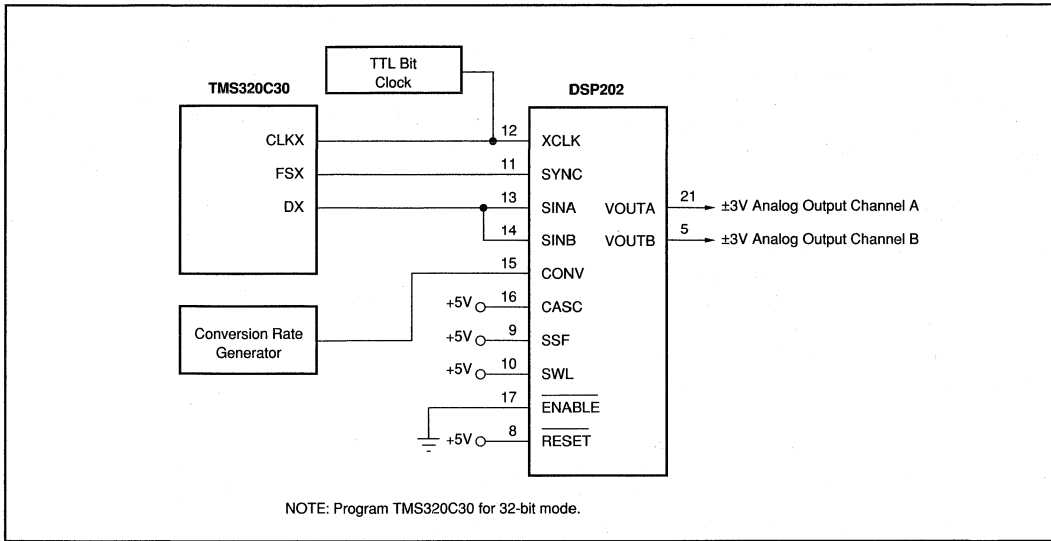 TTL Bit
Clock
TMS320C30
DSP202
CLKX
12
XCLK
FSX
11
SYNC
DX
13
SINA
VOUTA
21
±3V Analog Output Channel A
14
SINB
VOUTB
5
±3V Analog Output Channel B
15
CONV
+5V
16
CASC
Conversion Rate
Generator
+5V
9
SSF
+5V
10
SWL
17
ENABLE
+5V
8
RESET
NOTE: Program TMS320C30 for 32-bit mode.